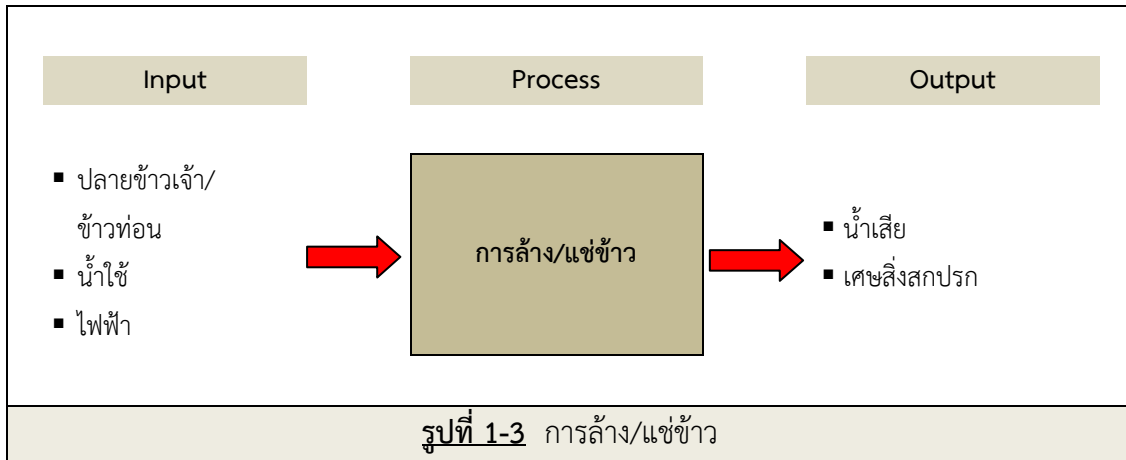 Input
Process
Output
▪ ปลายข้าวเจ้า/
ข้าวท่อน
▪ น้ำใช้
▪ ไฟฟ้า
การล้าง/แช่ข้าว
▪ น้ำเสีย
▪ เศษสิ่งสกปรก
รูปที่ 1-3 การล้าง/แช่ข้าว